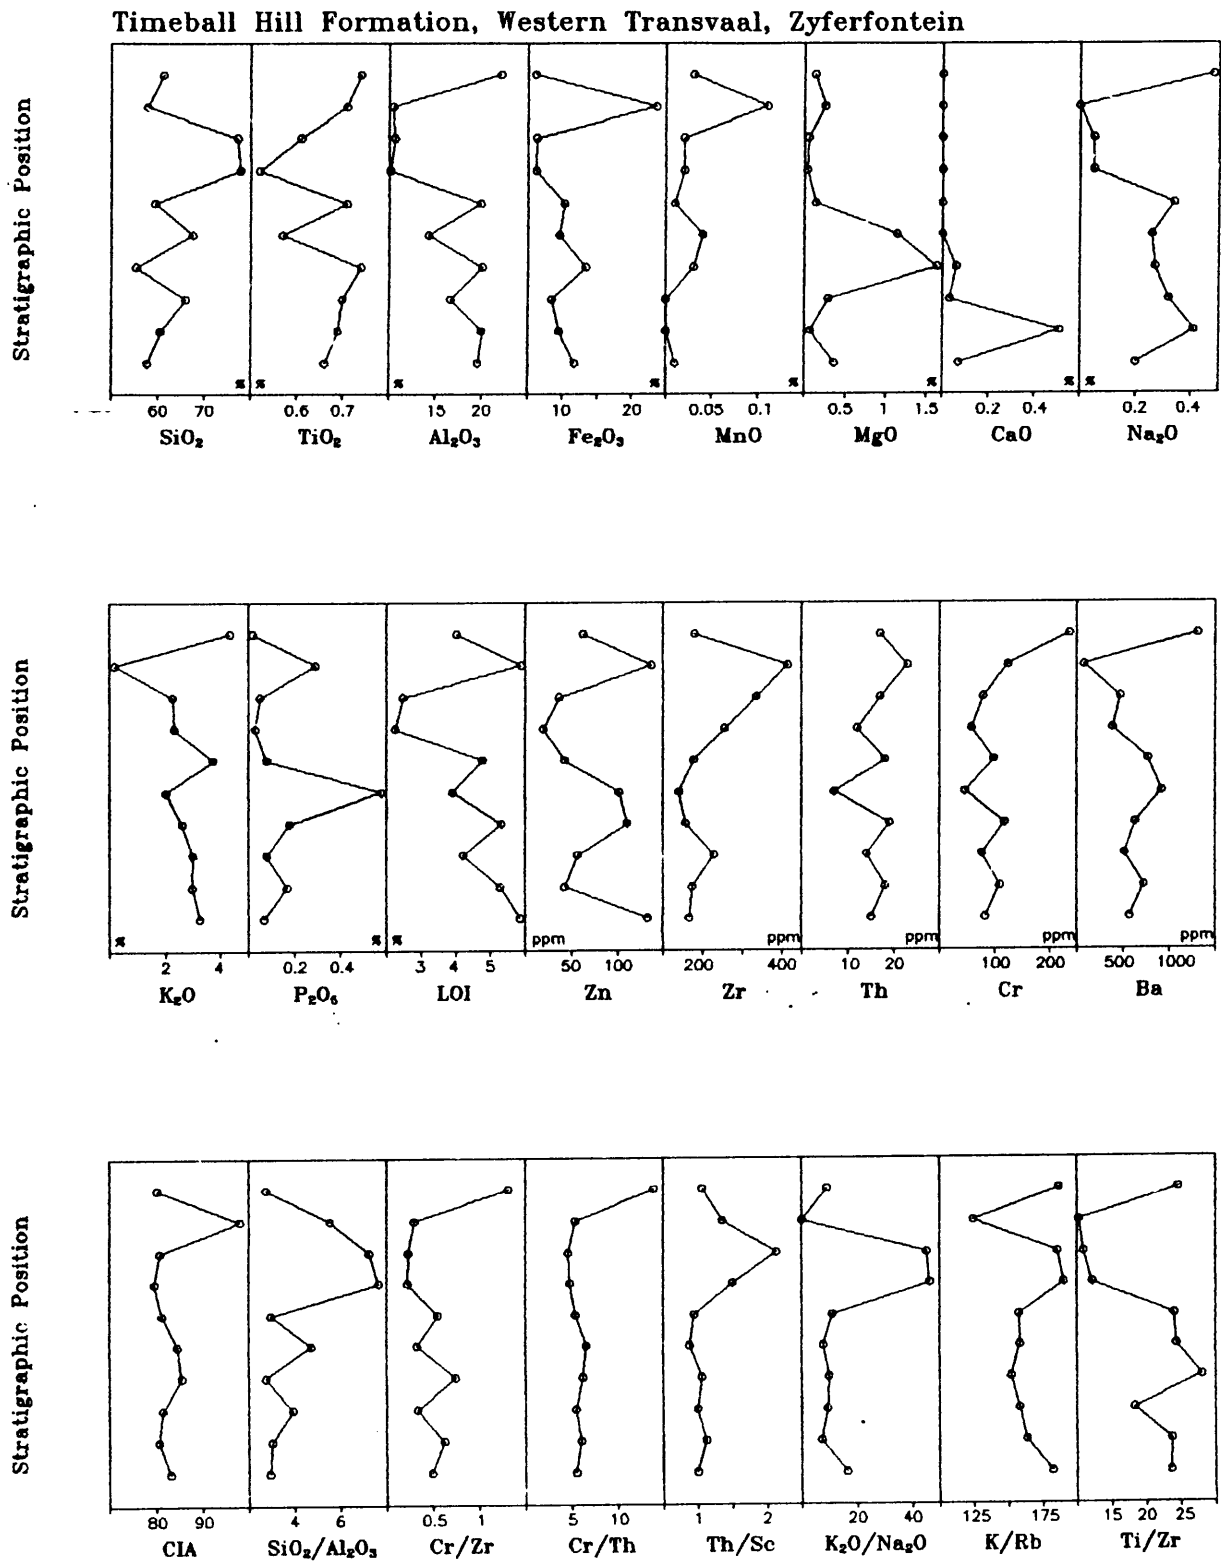 Timeball Hill Formation, Western Transvaal, Zyferfontein
Stratigraphic Position
% % % % % % % %
60 70 0.6 0.7 15 20 10 20 0.05 0.1 0.5 1 1.5 0.2 0.4 0.2 0.4
SiO₂ TiO₂ Al₂O₃ Fe₂O₃ MnO MgO CaO Na₂O
Stratigraphic Position
% % % ppm ppm ppm ppm ppm
2 4 0.2 0.4 3 4 5 50 100 200 400 10 20 100 200 500 1000
K₂O P₂O₅ LOI Zn Zr Th Cr Ba
Stratigraphic Position
80 90 4 6 0.5 1 5 10 1 2 20 40 125 175 15 20 25
CIA SiO₂/Al₂O₃ Cr/Zr Cr/Th Th/Sc K₂O/Na₂O K/Rb Ti/Zr